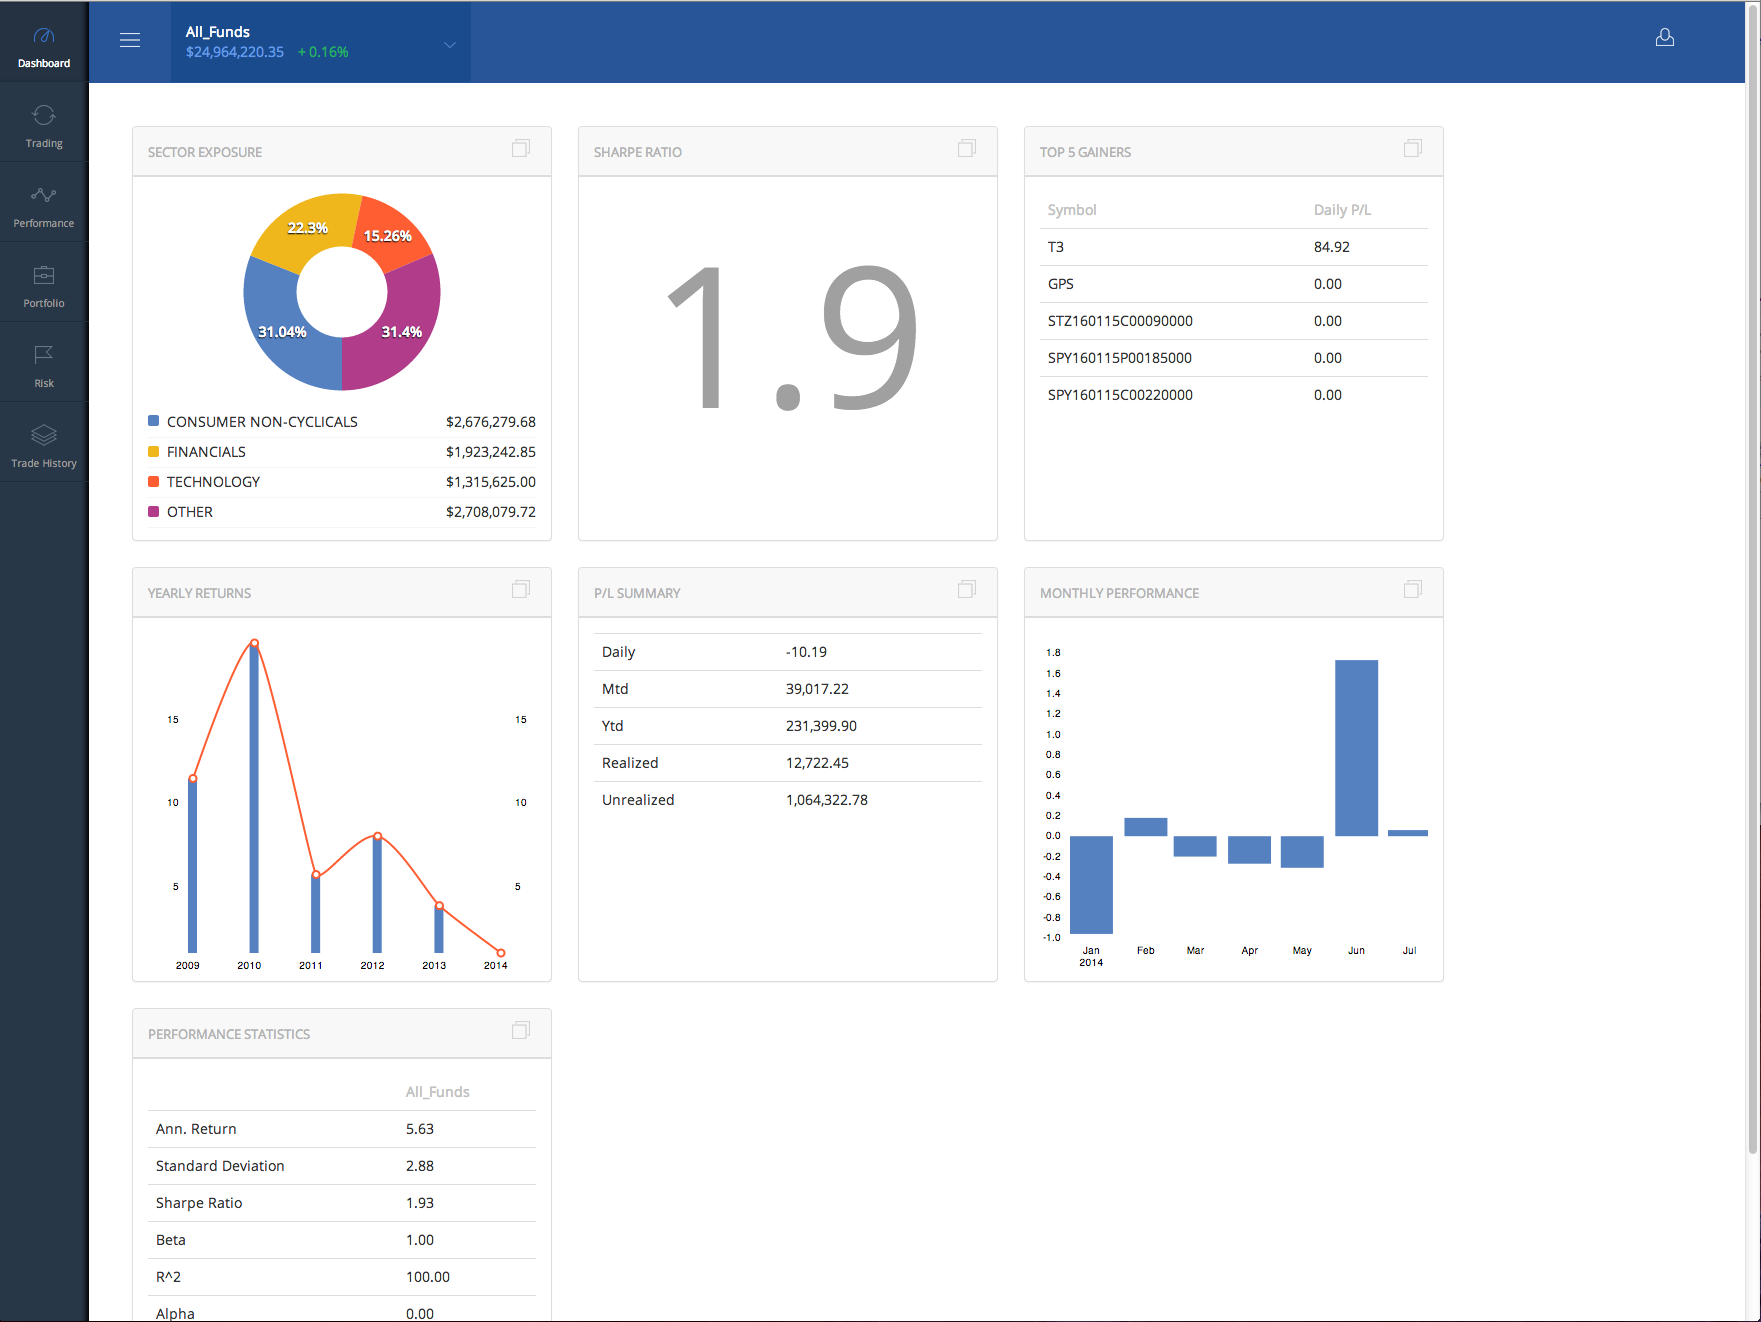 Dashboard
Trading
Performance
Portfolio
Risk
Trade History
All_Funds
$24,964,220.35 + 0.16%
SECTOR EXPOSURE
22.3%
15.26%
31.04%
31.4%
CONSUMER NON-CYCLICALS $2,676,279.68
FINANCIALS $1,923,242.85
TECHNOLOGY $1,315,625.00
OTHER $2,708,079.72
SHARPE RATIO
1.9
TOP 5 GAINERS
Symbol Daily P/L
T3 84.92
GPS 0.00
STZ160115C00090000 0.00
SPY160115P00185000 0.00
SPY160115C00220000 0.00
YEARLY RETURNS
15 15
10 10
5 5
2009 2010 2011 2012 2013 2014
P/L SUMMARY
Daily -10.19
Mtd 39,017.22
Ytd 231,399.90
Realized 12,722.45
Unrealized 1,064,322.78
MONTHLY PERFORMANCE
1.8
1.6
1.4
1.2
1.0
0.8
0.6
0.4
0.2
0.0
-0.2
-0.4
-0.6
-0.8
-1.0
Jan Feb Mar Apr May Jun Jul
2014
PERFORMANCE STATISTICS
All_Funds
Ann. Return 5.63
Standard Deviation 2.88
Sharpe Ratio 1.93
Beta 1.00
R^2 100.00
Alpha 0.00